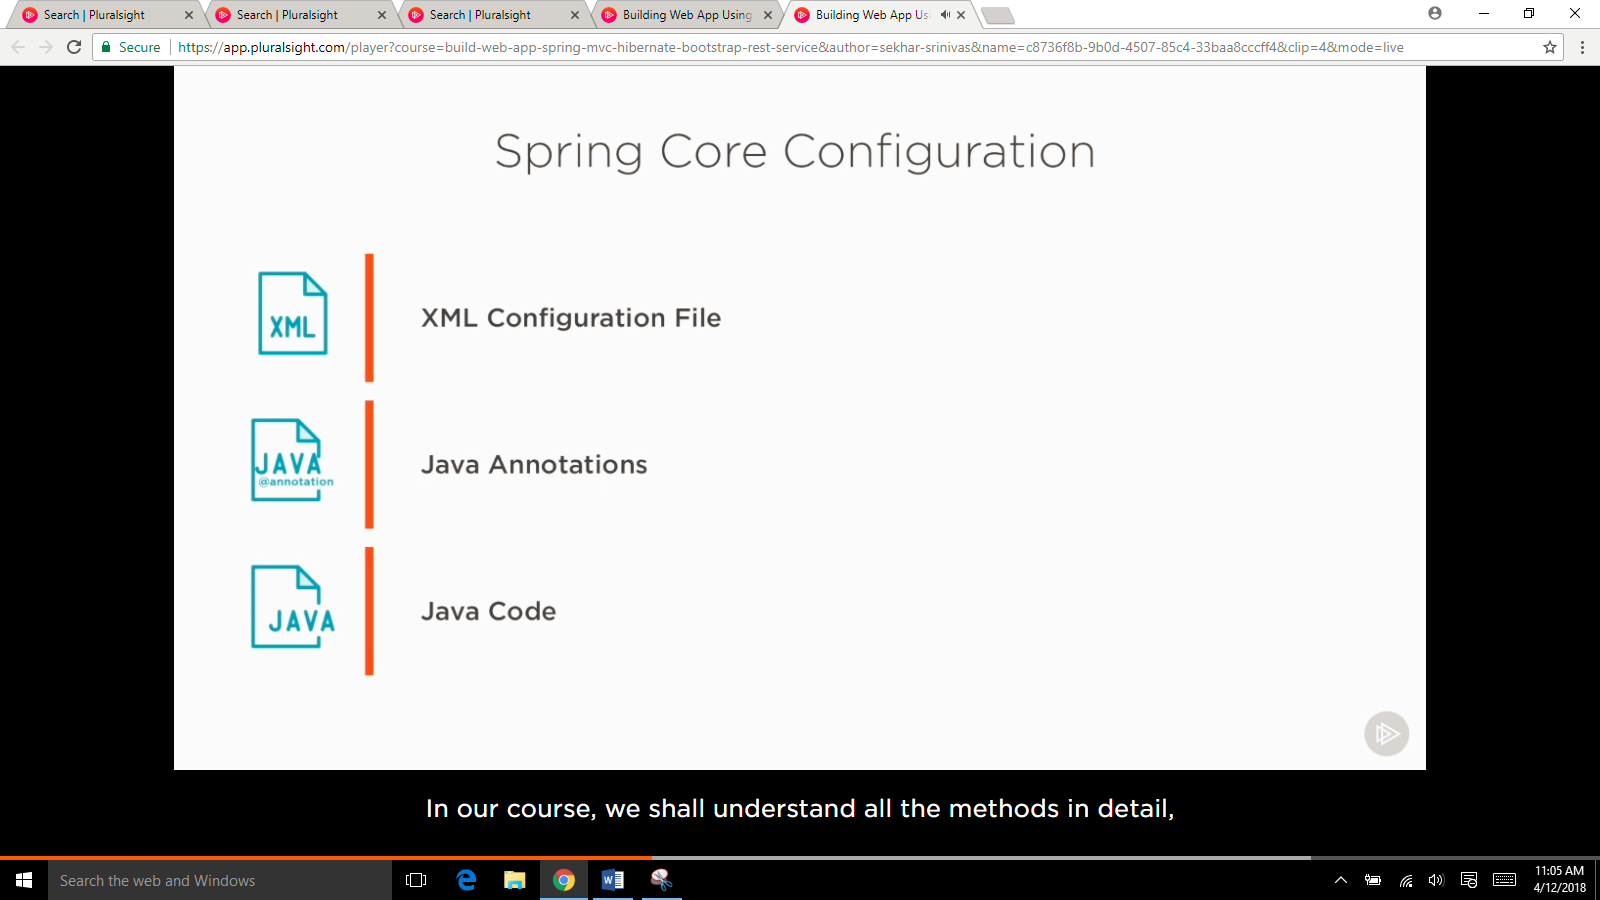 Search | Pluralsight
Search | Pluralsight
Search | Pluralsight
Building Web App Using
Building Web App Usi
Secure
https://app.pluralsight.com/player?course=build-web-app-spring-mvc-hibernate-bootstrap-rest-service&author=sekhar-srinivas&name=c8736f8b-9b0d-4507-85c4-33baa8cccff4&clip=4&mode=live
Spring Core Configuration
XML
XML Configuration File
JAVA
@annotation
Java Annotations
JAVA
Java Code
In our course, we shall understand all the methods in detail,
Search the web and Windows
11:05 AM
4/12/2018